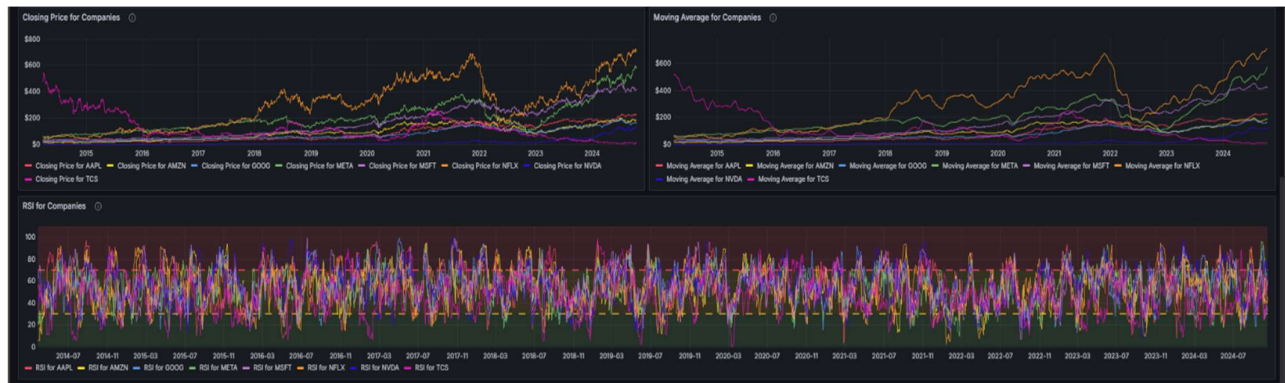 Closing Price for Companies
$800
$600
$400
$200
$0
2015 2016 2017 2018 2019 2020 2021 2022 2023 2024
Closing Price for AAPL Closing Price for AMZN Closing Price for GOOG Closing Price for META Closing Price for MSFT Closing Price for NFLX Closing Price for NVDA
Closing Price for TCS
Moving Average for Companies
$600
$400
$200
$0
2015 2016 2017 2018 2019 2020 2021 2022 2023 2024
Moving Average for AAPL Moving Average for AMZN Moving Average for GOOG Moving Average for META Moving Average for MSFT Moving Average for NFLX
Moving Average for NVDA Moving Average for TCS
RSI for Companies
100
80
60
40
20
0
2014-07 2014-11 2015-03 2015-07 2015-11 2016-03 2016-07 2016-11 2017-03 2017-07 2017-11 2018-03 2018-07 2018-11 2019-03 2019-07 2019-11 2020-03 2020-07 2020-11 2021-03 2021-07 2021-11 2022-03 2022-07 2022-11 2023-03 2023-07 2023-11 2024-03 2024-07
RSI for AAPL RSI for AMZN RSI for GOOG RSI for META RSI for MSFT RSI for NFLX RSI for NVDA RSI for TCS